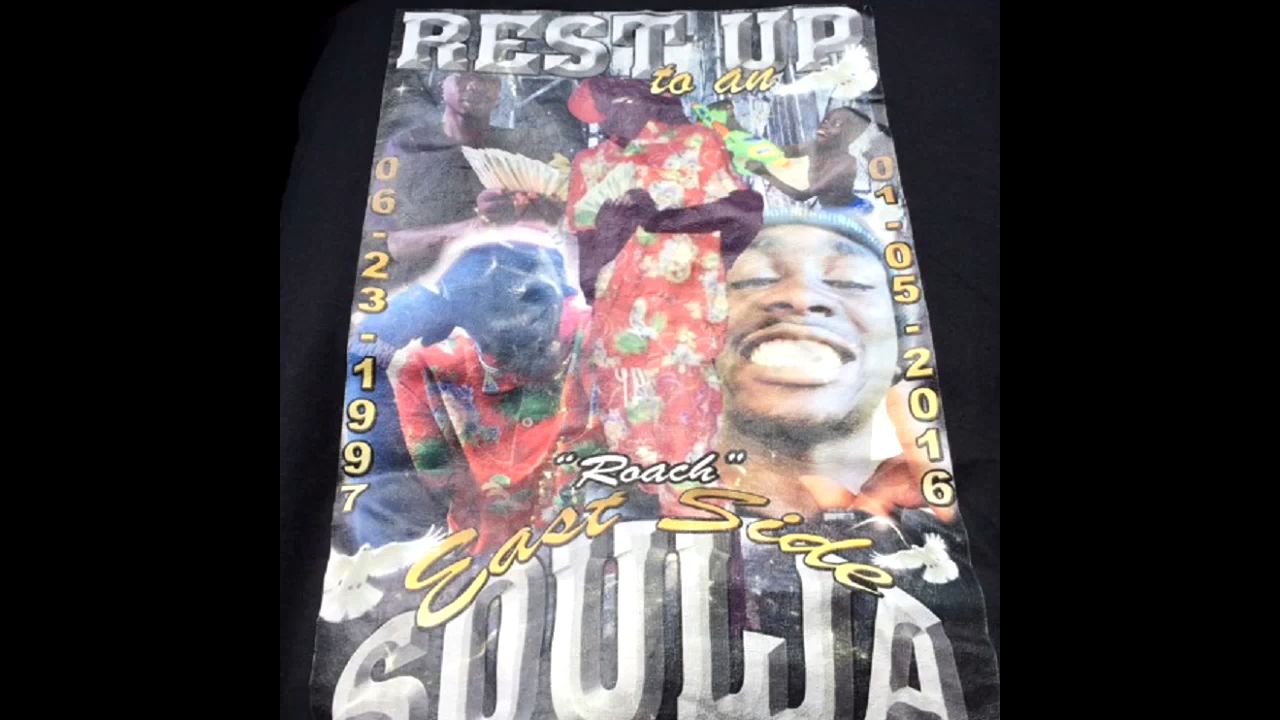 REST UP
to an
06-23-1997
01-05-2016
"Roach"
East Side
SOULJA